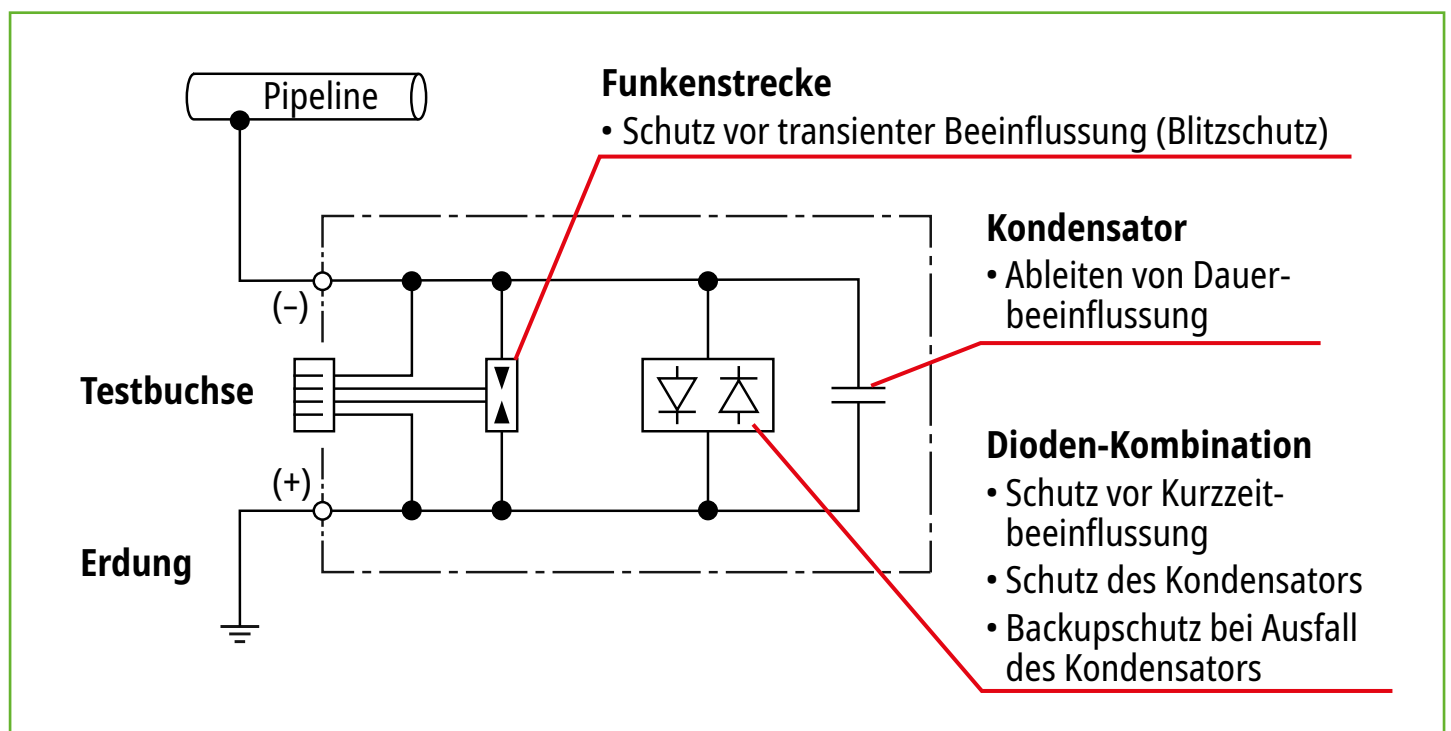 Pipeline
Funkenstrecke
• Schutz vor transienter Beeinflussung (Blitzschutz)
Kondensator
• Ableiten von Dauer-
beeinflussung
(–)
Testbuchse
Dioden-Kombination
• Schutz vor Kurzzeit-
beeinflussung
• Schutz des Kondensators
• Backupschutz bei Ausfall
des Kondensators
(+)
Erdung